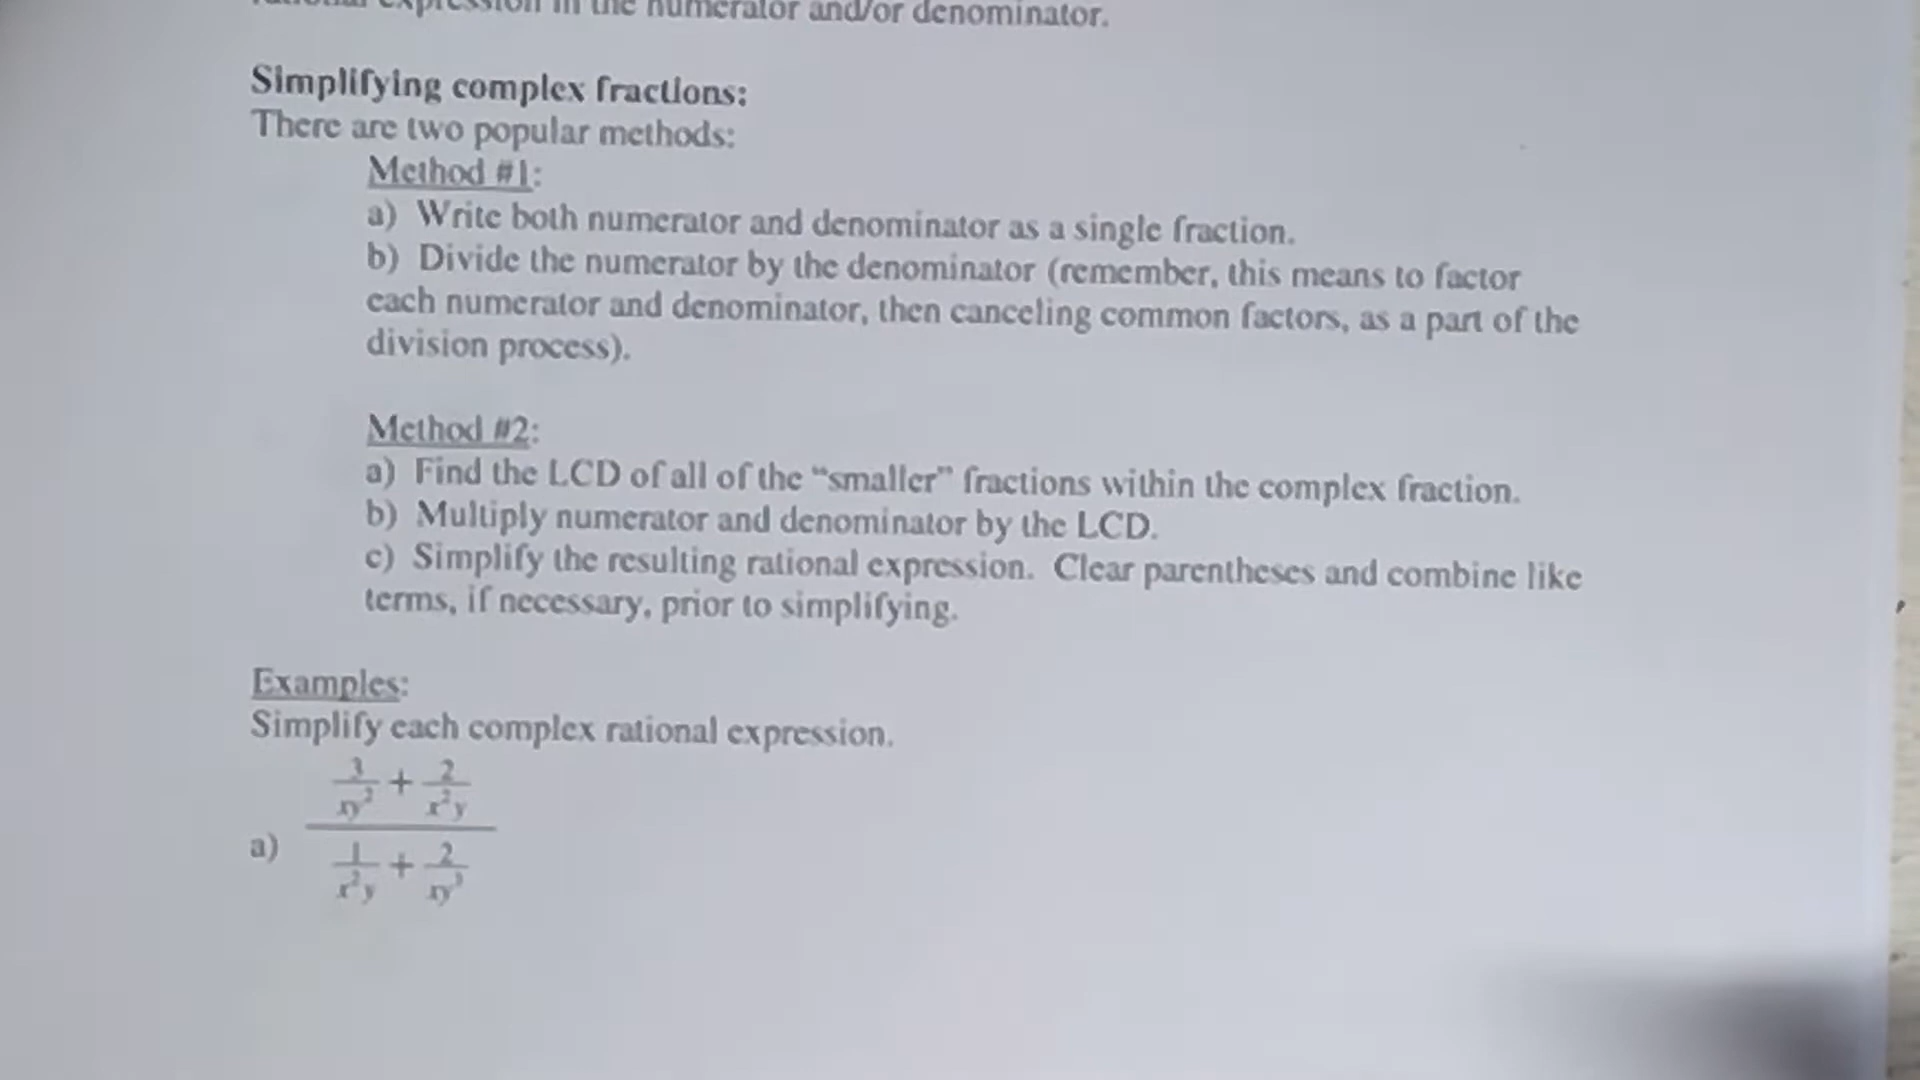 rational expression in the numerator and/or denominator.
Simplifying complex fractions:
There are two popular methods:
Method #1:
a) Write both numerator and denominator as a single fraction.
b) Divide the numerator by the denominator (remember, this means to factor
each numerator and denominator, then canceling common factors, as a part of the
division process).
Method #2:
a) Find the LCD of all of the “smaller” fractions within the complex fraction.
b) Multiply numerator and denominator by the LCD.
c) Simplify the resulting rational expression. Clear parentheses and combine like
terms, if necessary, prior to simplifying.
Examples:
Simplify each complex rational expression.
3/xy² + 2/x²y
a)
1/x²y + 2/xy³